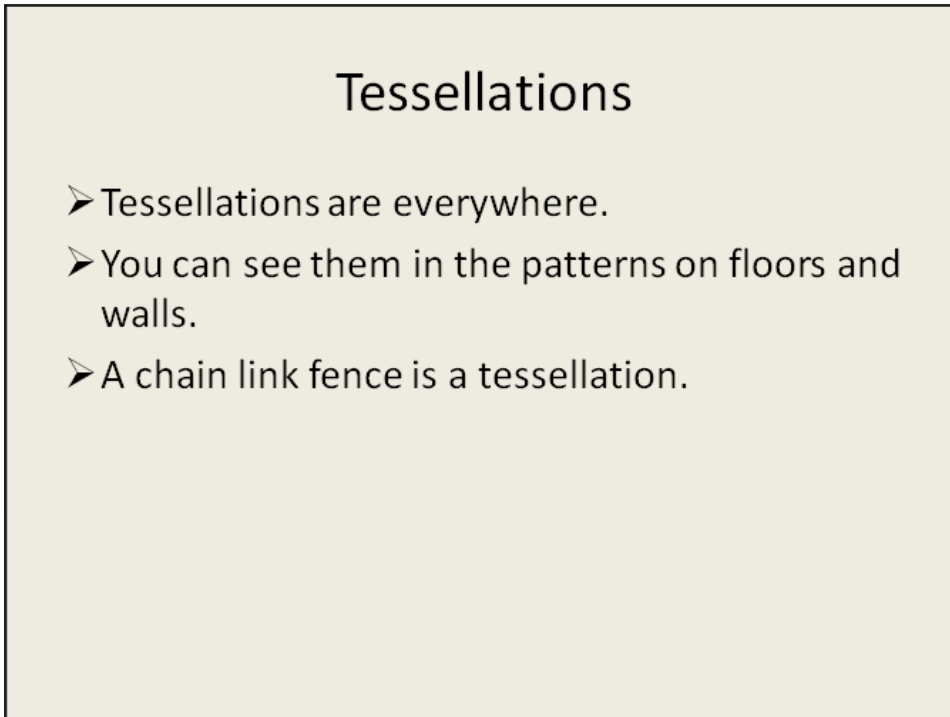 Tessellations
➢Tessellations are everywhere.
➢You can see them in the patterns on floors and
walls.
➢A chain link fence is a tessellation.